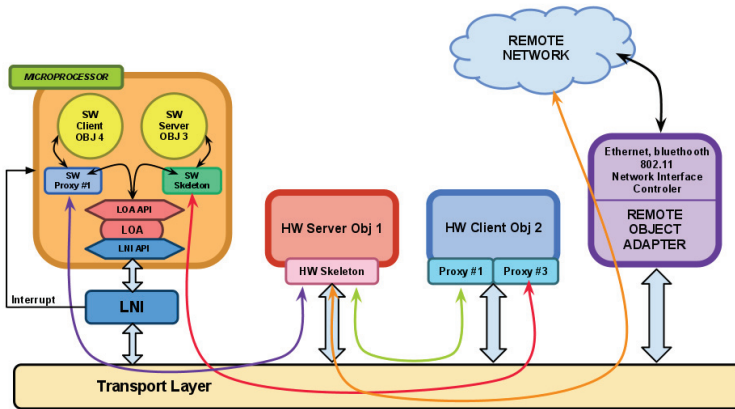 REMOTE
NETWORK
MICROPROCESSOR
SW
Client
OBJ 4
SW
Server
OBJ 3
SW
Proxy #1
SW
Skeleton
LOA API
LOA
LNI API
Interrupt
LNI
HW Server Obj 1
HW Skeleton
HW Client Obj 2
Proxy #1
Proxy #3
Ethernet, bluethooth
802.11
Network Interface
Controler
REMOTE
OBJECT
ADAPTER
Transport Layer